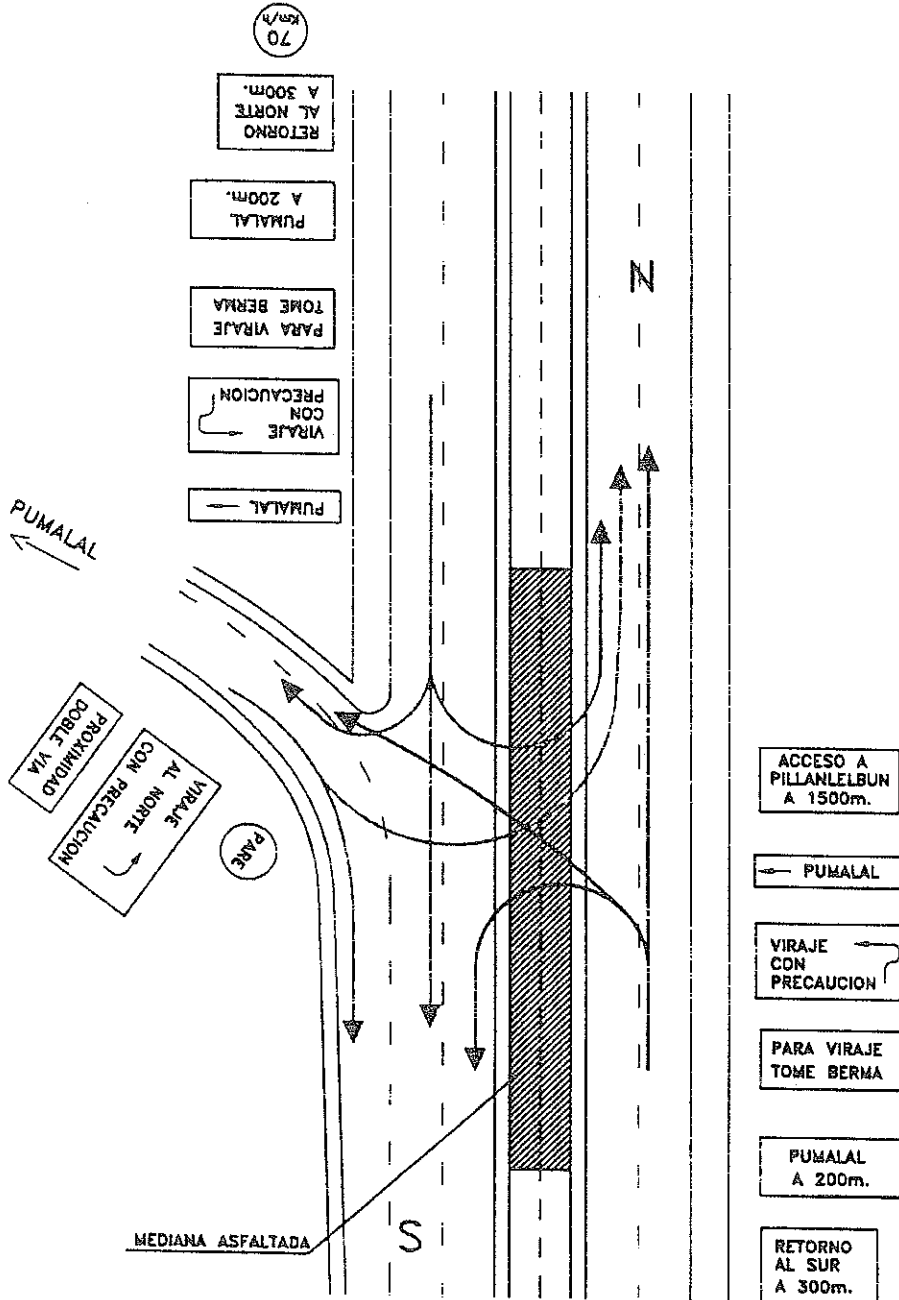 70
Km/h
RETORNO
AL NORTE
A 300m.
PUMALAL
A 200m.
PARA VIRAJE
TOME BERMA
VIRAJE
CON
PRECAUCION
PUMALAL
N
PUMALAL
PROXIMIDAD
DOBLE VIA
VIRAJE
AL NORTE
CON PRECAUCION
PARE
ACCESO A
PILLANLELBUN
A 1500m.
PUMALAL
VIRAJE
CON
PRECAUCION
PARA VIRAJE
TOME BERMA
PUMALAL
A 200m.
RETORNO
AL SUR
A 300m.
MEDIANA ASFALTADA
S